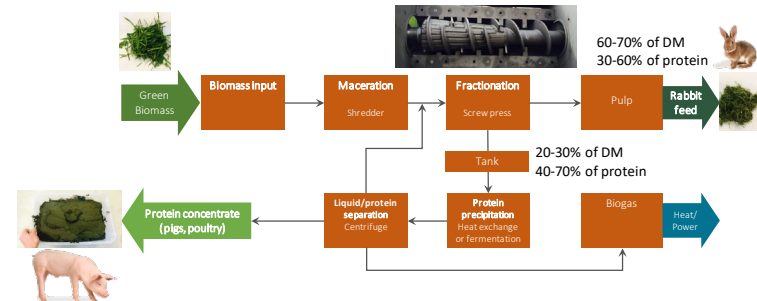 60-70% of DM
30-60% of protein
Green
Biomass
Biomass input
Maceration
Shredder
Fractionation
Screw press
Pulp
Rabbit
feed
Tank
20-30% of DM
40-70% of protein
Protein concentrate
(pigs, poultry)
Liquid/protein
separation
Centrifuge
Protein
precipitation
Heat exchange
or fermentation
Biogas
Heat/
Power